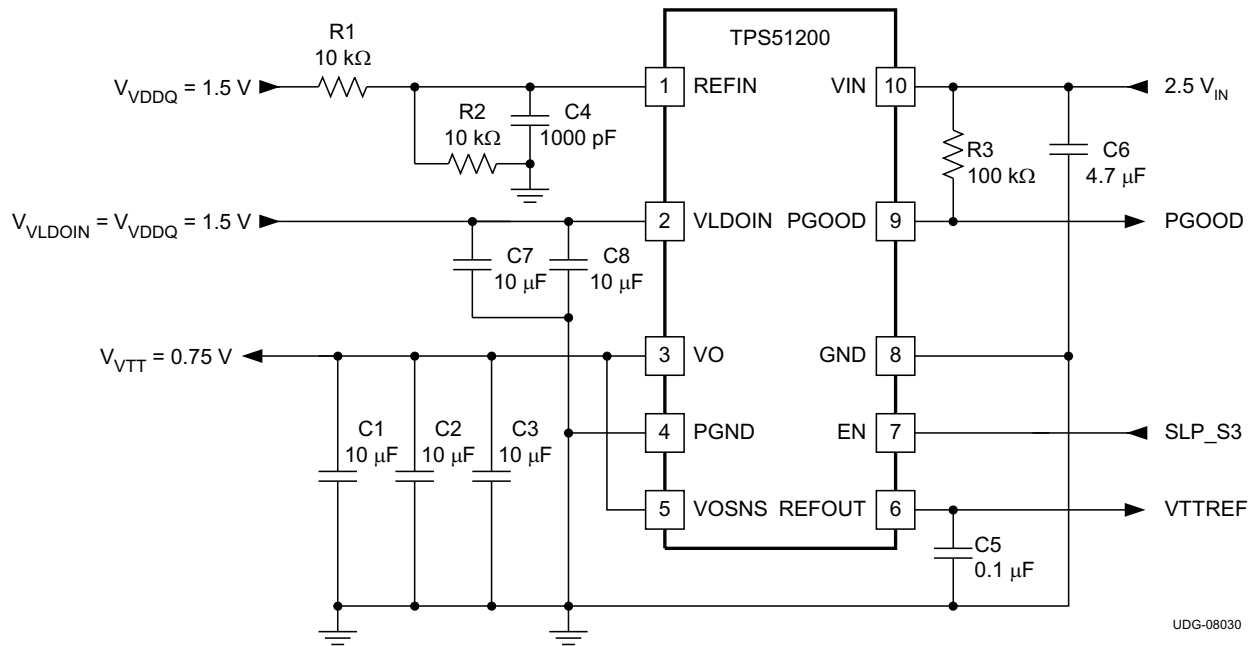 TPS51200
R1
10 kΩ
V_VDDQ = 1.5 V
1 REFIN
VIN 10
2.5 V_IN
R2
10 kΩ
C4
1000 pF
R3
100 kΩ
C6
4.7 μF
V_VLDOIN = V_VDDQ = 1.5 V
2 VLDOIN
PGOOD 9
PGOOD
C7
10 μF
C8
10 μF
V_VTT = 0.75 V
3 VO
GND 8
C1
10 μF
C2
10 μF
C3
10 μF
4 PGND
EN 7
SLP_S3
5 VOSNS
REFOUT 6
VTTREF
C5
0.1 μF
UDG-08030